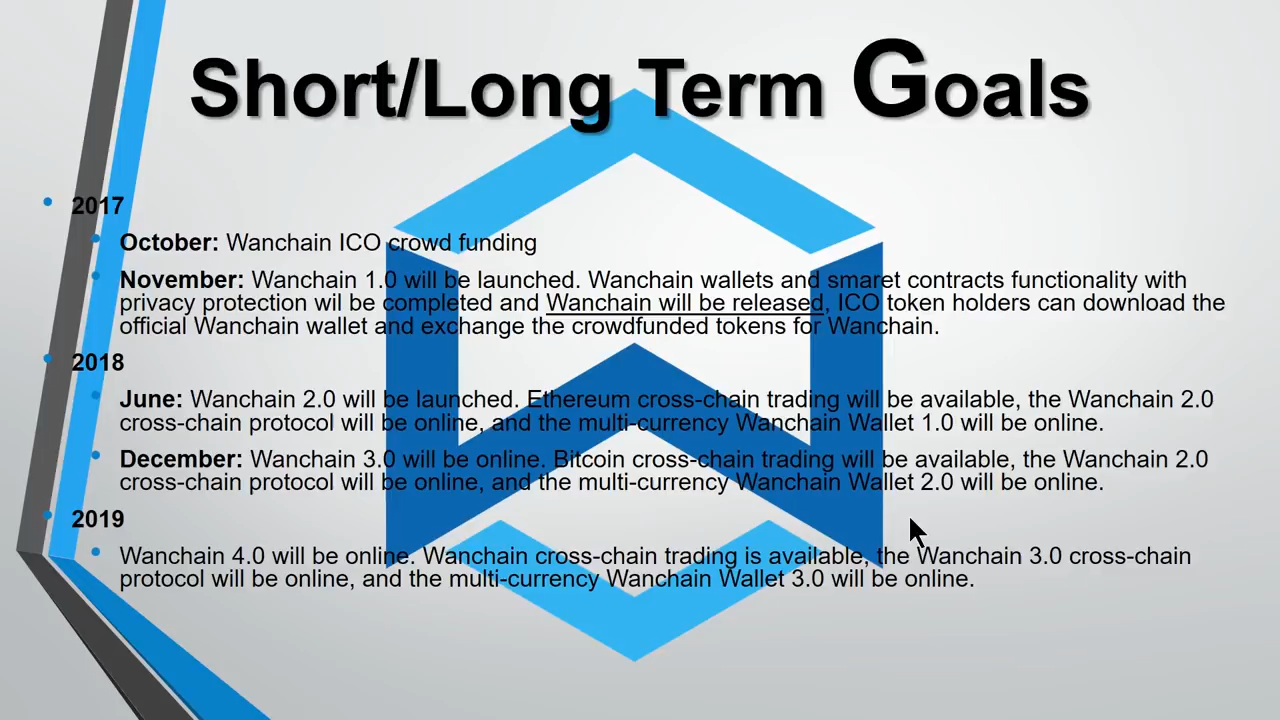 Short/Long Term Goals
2017
October: Wanchain ICO crowd funding
November: Wanchain 1.0 will be launched. Wanchain wallets and smaret contracts functionality with
privacy protection wil be completed and Wanchain will be released, ICO token holders can download the
official Wanchain wallet and exchange the crowdfunded tokens for Wanchain.
2018
June: Wanchain 2.0 will be launched. Ethereum cross-chain trading will be available, the Wanchain 2.0
cross-chain protocol will be online, and the multi-currency Wanchain Wallet 1.0 will be online.
December: Wanchain 3.0 will be online. Bitcoin cross-chain trading will be available, the Wanchain 2.0
cross-chain protocol will be online, and the multi-currency Wanchain Wallet 2.0 will be online.
2019
Wanchain 4.0 will be online. Wanchain cross-chain trading is available, the Wanchain 3.0 cross-chain
protocol will be online, and the multi-currency Wanchain Wallet 3.0 will be online.